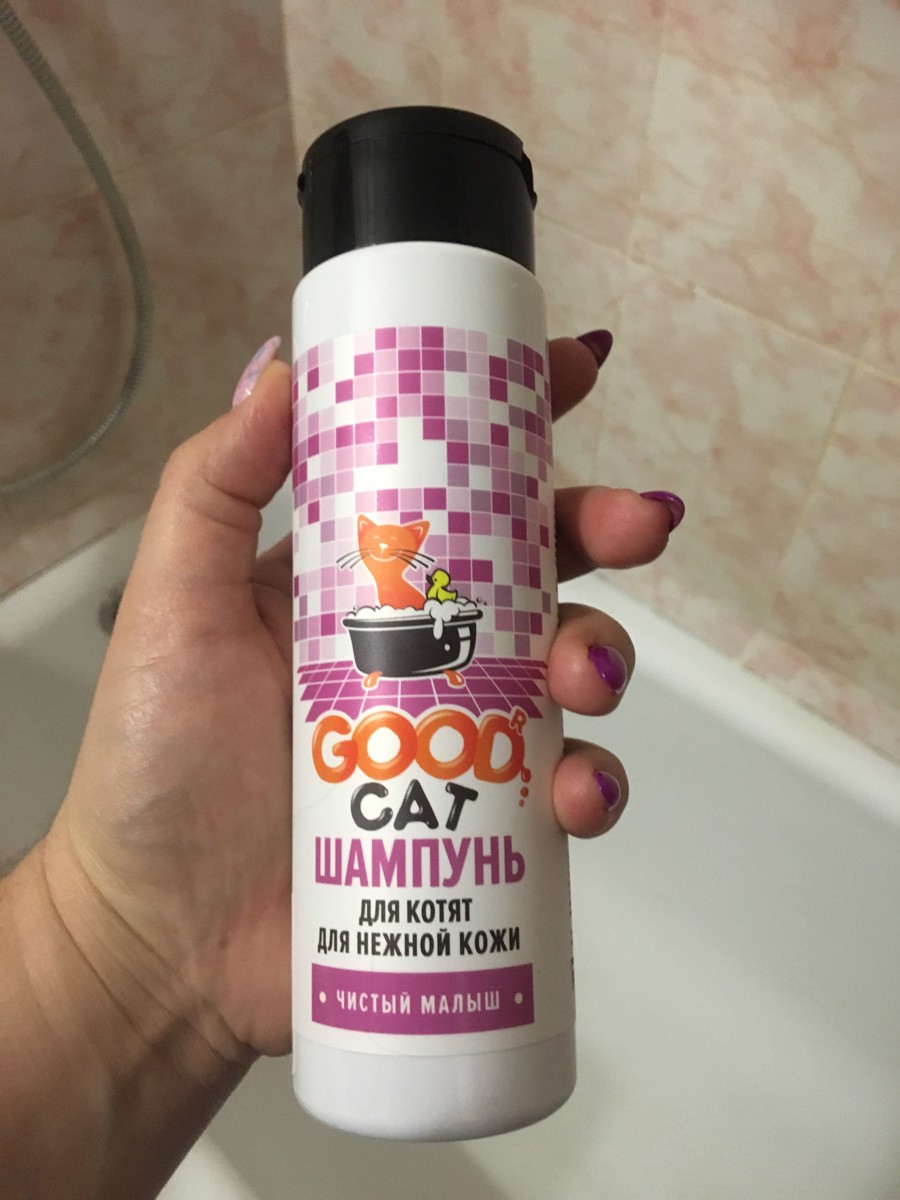 GOOD R
CAT
ШАМПУНЬ
ДЛЯ КОТЯТ
ДЛЯ НЕЖНОЙ КОЖИ
• ЧИСТЫЙ МАЛЫШ •